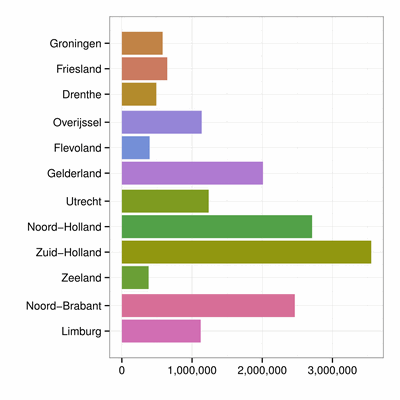 Groningen
Friesland
Drenthe
Overijssel
Flevoland
Gelderland
Utrecht
Noord−Holland
Zuid−Holland
Zeeland
Noord−Brabant
Limburg
0 1,000,000 2,000,000 3,000,000